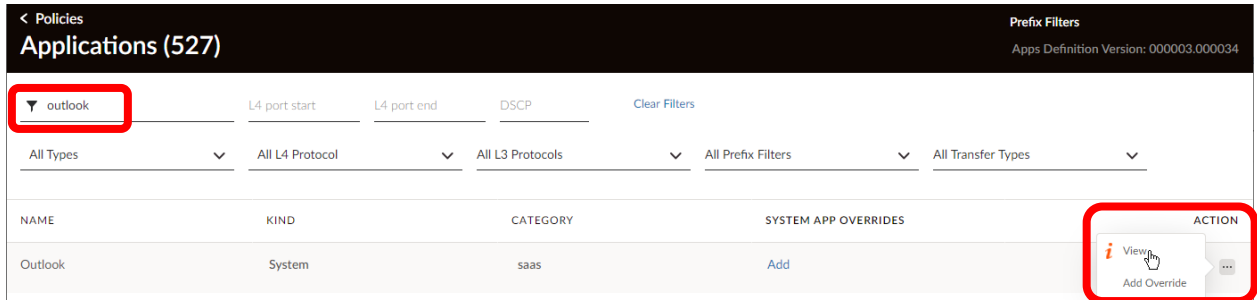 < Policies
Applications (527)
Prefix Filters
Apps Definition Version: 000003.000034
outlook
L4 port start
L4 port end
DSCP
Clear Filters
All Types
All L4 Protocol
All L3 Protocols
All Prefix Filters
All Transfer Types
NAME
KIND
CATEGORY
SYSTEM APP OVERRIDES
ACTION
Outlook
System
saas
Add
i View
...
Add Override